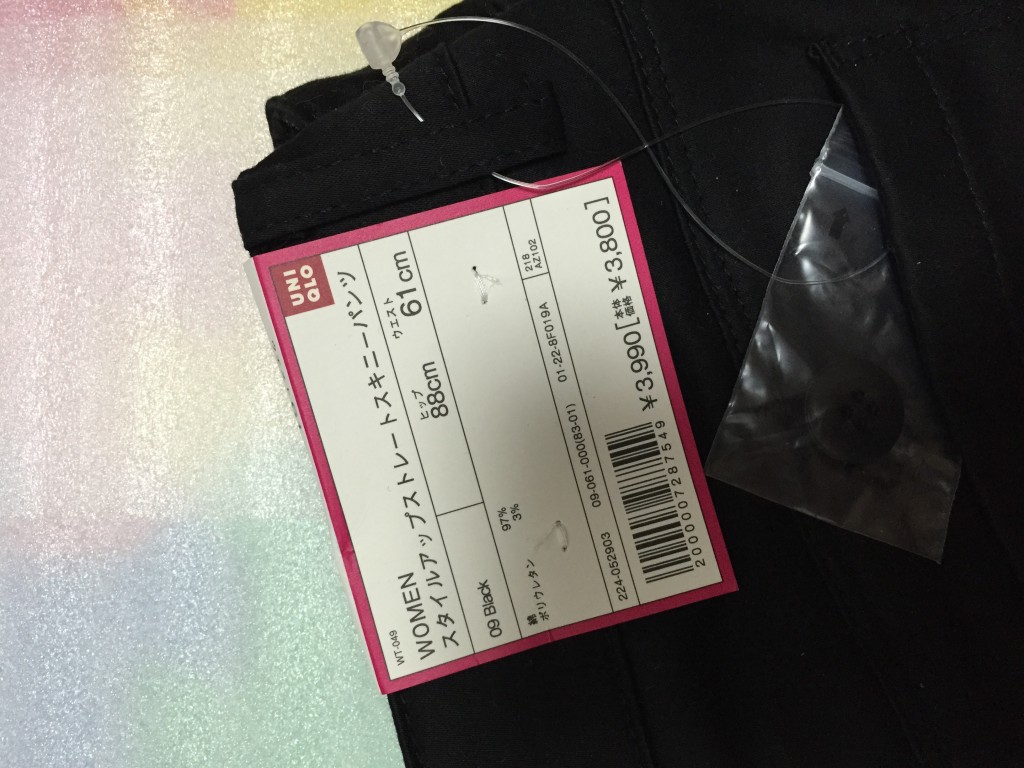 UNI
QLO
WT-049
WOMEN
スタイルアップストレートスキニーパンツ
ヒップ
88cm
ウエスト
61cm
09 Black
綿 97%
ポリウレタン 3%
218
AZ102
224-052903 09-061-000(83-01) 01-22-8F019A
2000007287549
¥3,990[本体価格 ¥3,800]